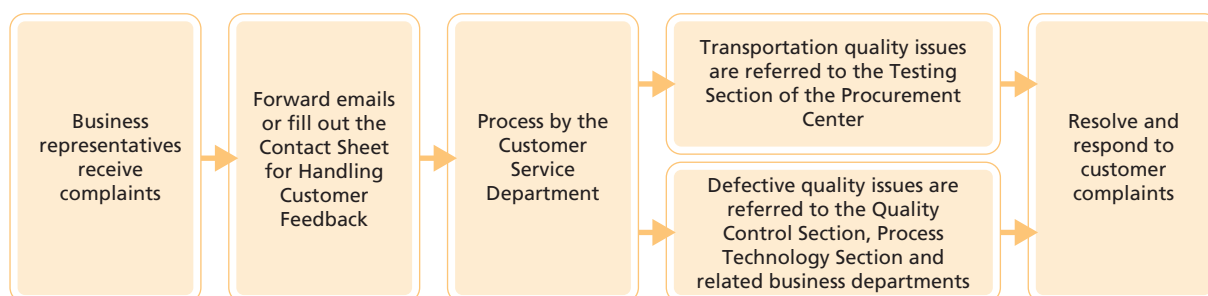 Business
representatives
receive
complaints
Forward emails
or fill out the
Contact Sheet
for Handling
Customer
Feedback
Process by the
Customer
Service
Department
Transportation quality issues
are referred to the Testing
Section of the Procurement
Center
Defective quality issues are
referred to the Quality
Control Section, Process
Technology Section and
related business departments
Resolve and
respond to
customer
complaints